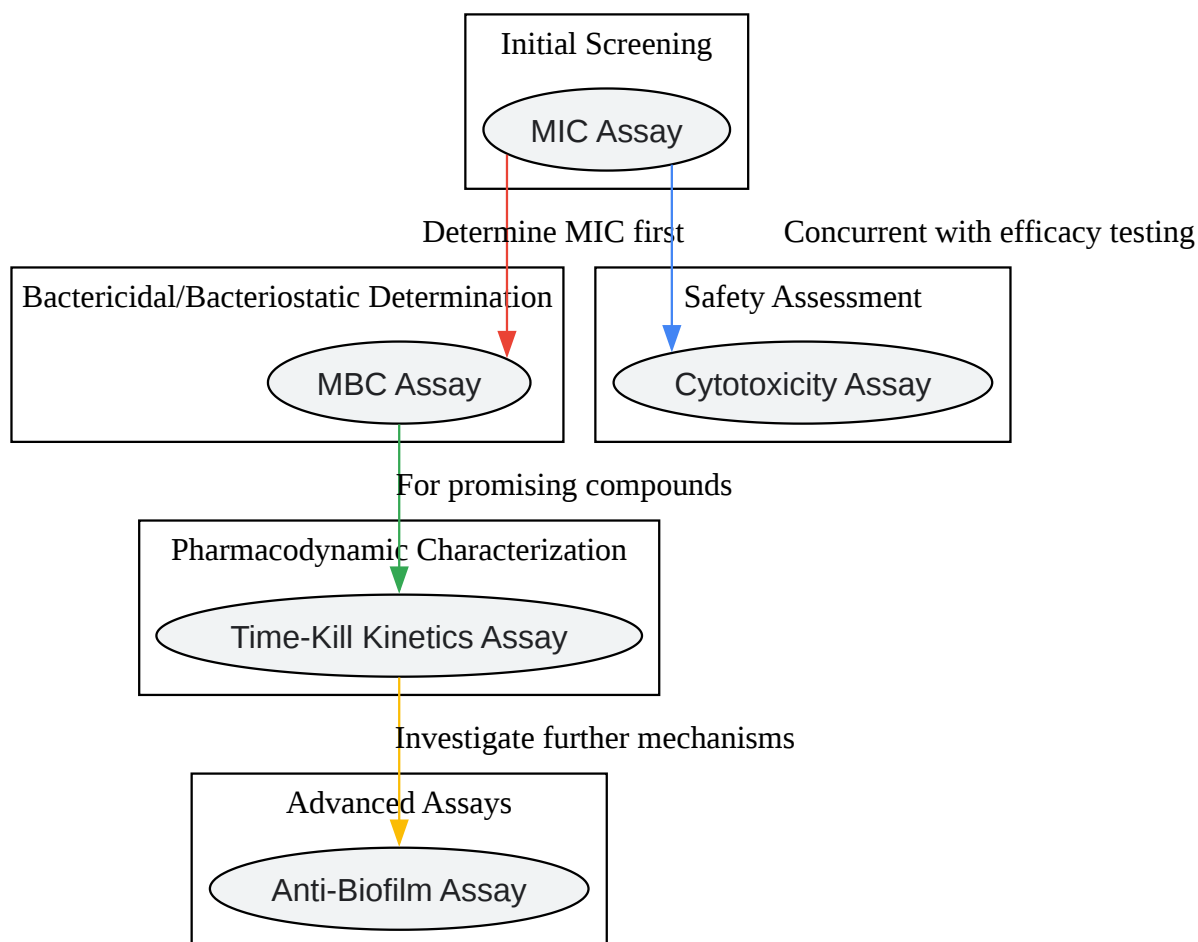 Initial Screening
MIC Assay
Determine MIC first
Concurrent with efficacy testing
Bactericidal/Bacteriostatic Determination
Safety Assessment
MBC Assay
Cytotoxicity Assay
For promising compounds
Pharmacodynamic Characterization
Time-Kill Kinetics Assay
Investigate further mechanisms
Advanced Assays
Anti-Biofilm Assay